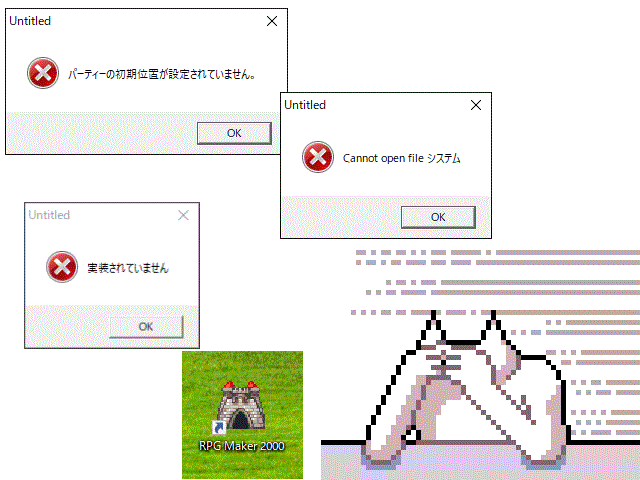 Untitled
パーティーの初期位置が設定されていません。
OK
Untitled
Cannot open file システム
OK
Untitled
実装されていません
OK
RPG Maker 2000